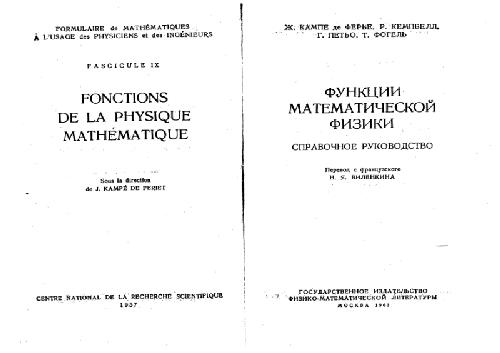 FORMULAIRE de MATHÉMATIQUES
À L'USAGE des PHYSICIENS et des INGÉNIEURS
FASCICULE IX
FONCTIONS
DE LA PHYSIQUE
MATHÉMATIQUE
Sous la direction
de J. KAMPÉ DE FERIET
CENTRE NATIONAL DE LA RECHERCHE SCIENTIFIQUE
1957
Ж. КАМПЕ де ФЕРЬЕ, Р. КЕМПБЕЛЛ,
Г. ПЕТЬО, Т. ФОГЕЛЬ
ФУНКЦИИ
МАТЕМАТИЧЕСКОЙ
ФИЗИКИ
СПРАВОЧНОЕ РУКОВОДСТВО
Перевод с французского
Н. Я. ВИЛЕНКИНА
ГОСУДАРСТВЕННОЕ ИЗДАТЕЛЬСТВО
ФИЗИКО-МАТЕМАТИЧЕСКОЙ ЛИТЕРАТУРЫ
МОСКВА